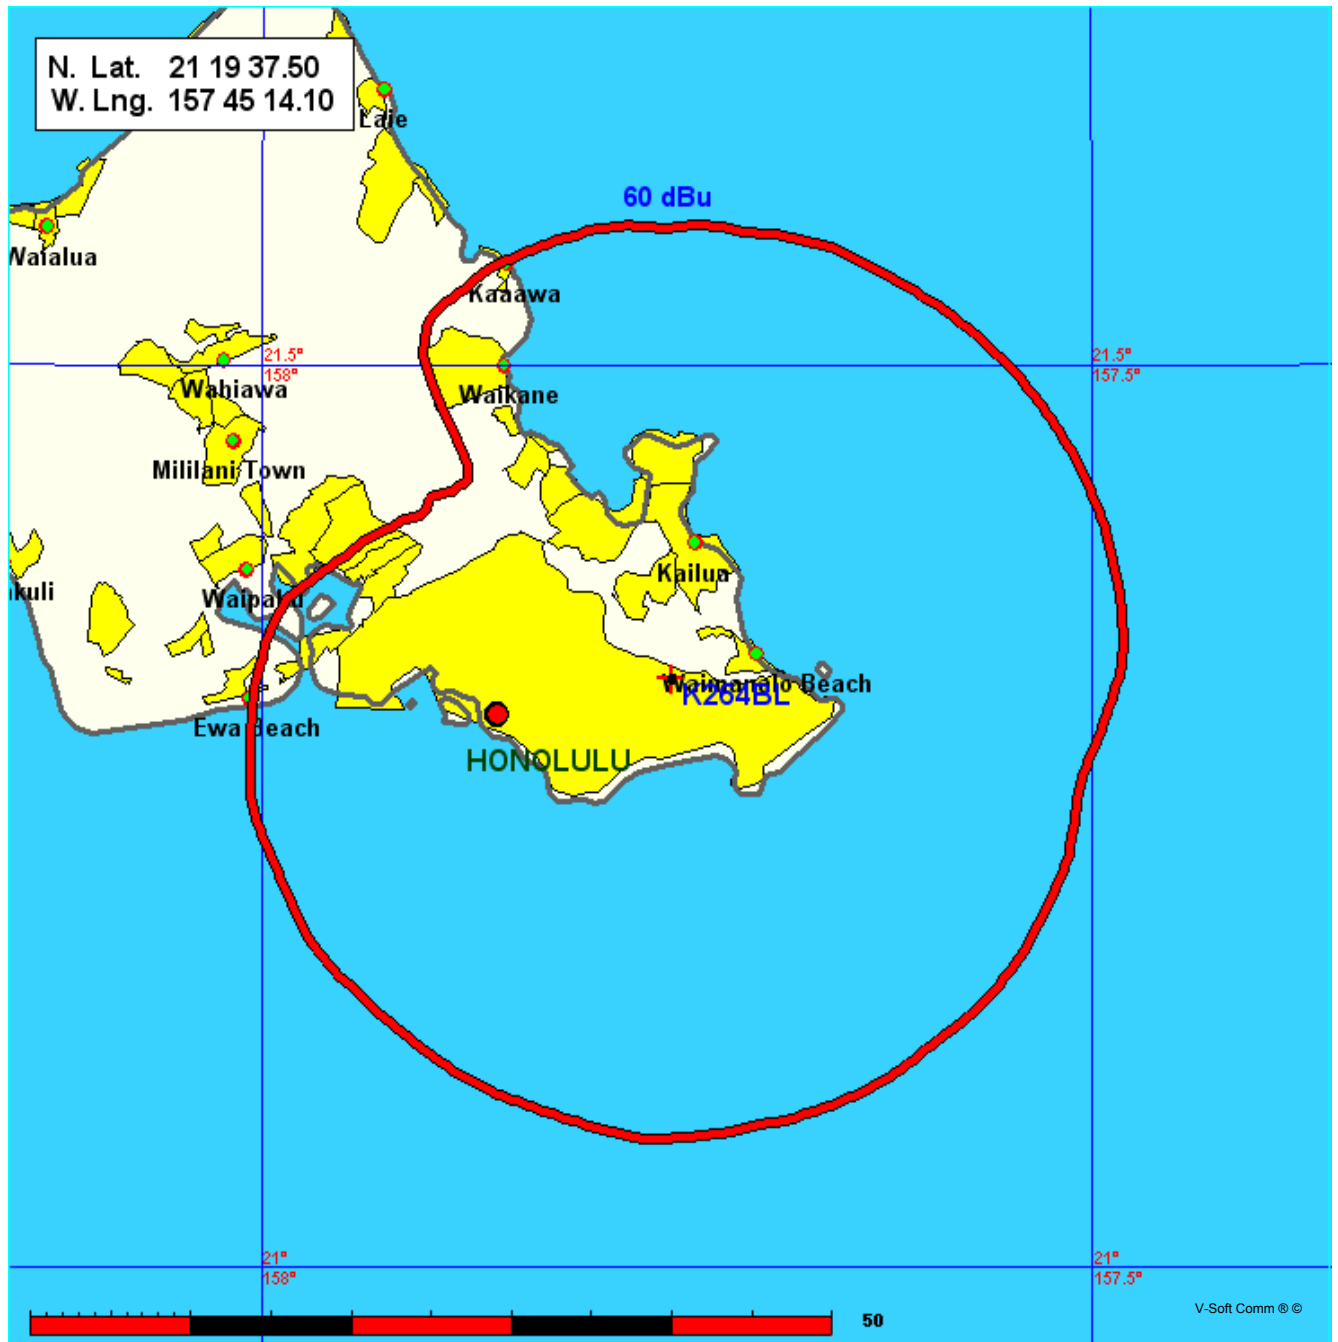 N. Lat. 21 19 37.50
W. Lng. 157 45 14.10
Laie
60 dBu
Waialua
Kaaawa
21.5°
158°
21.5°
157.5°
Wahiawa
Waikane
Mililani Town
Kailua
akuli
Waipahu
Waimanalo Beach
K264BL
Ewa Beach
HONOLULU
21°
158°
21°
157.5°
V-Soft Comm ® ©
50